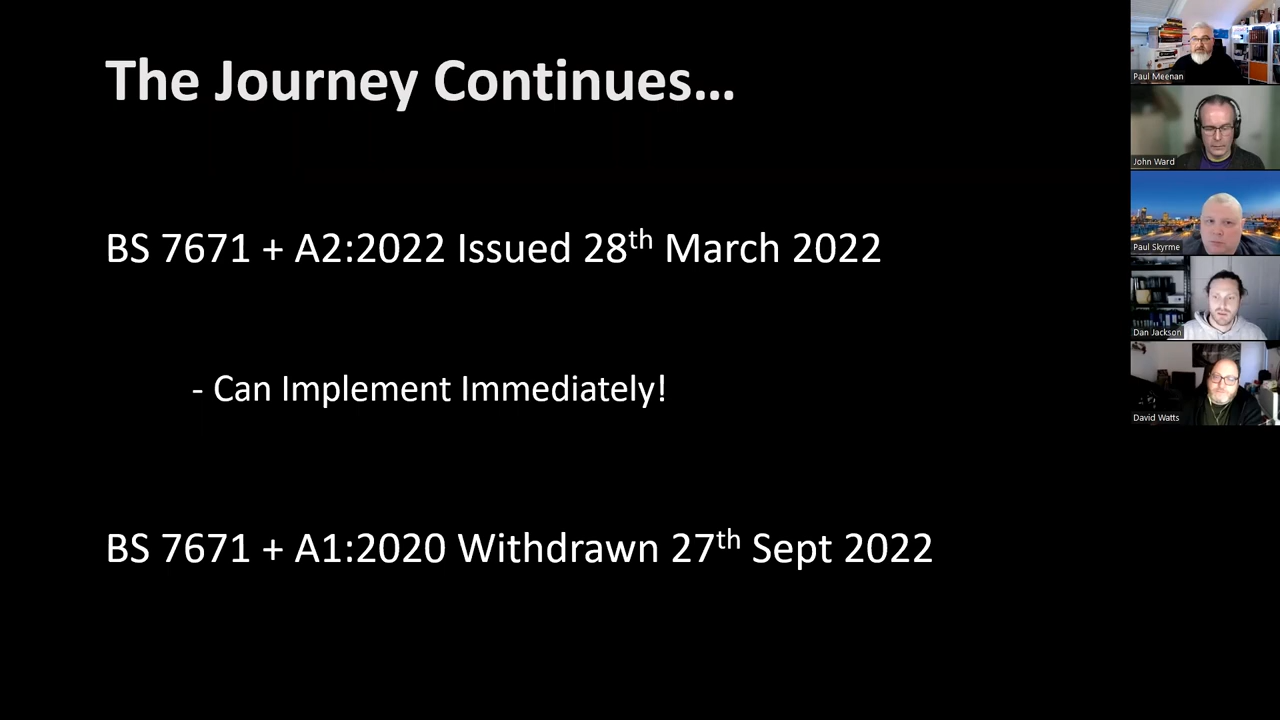 The Journey Continues...
BS 7671 + A2:2022 Issued 28th March 2022
- Can Implement Immediately!
BS 7671 + A1:2020 Withdrawn 27th Sept 2022
Paul Meenan
John Ward
Paul Skyrme
Dan Jackson
David Watts